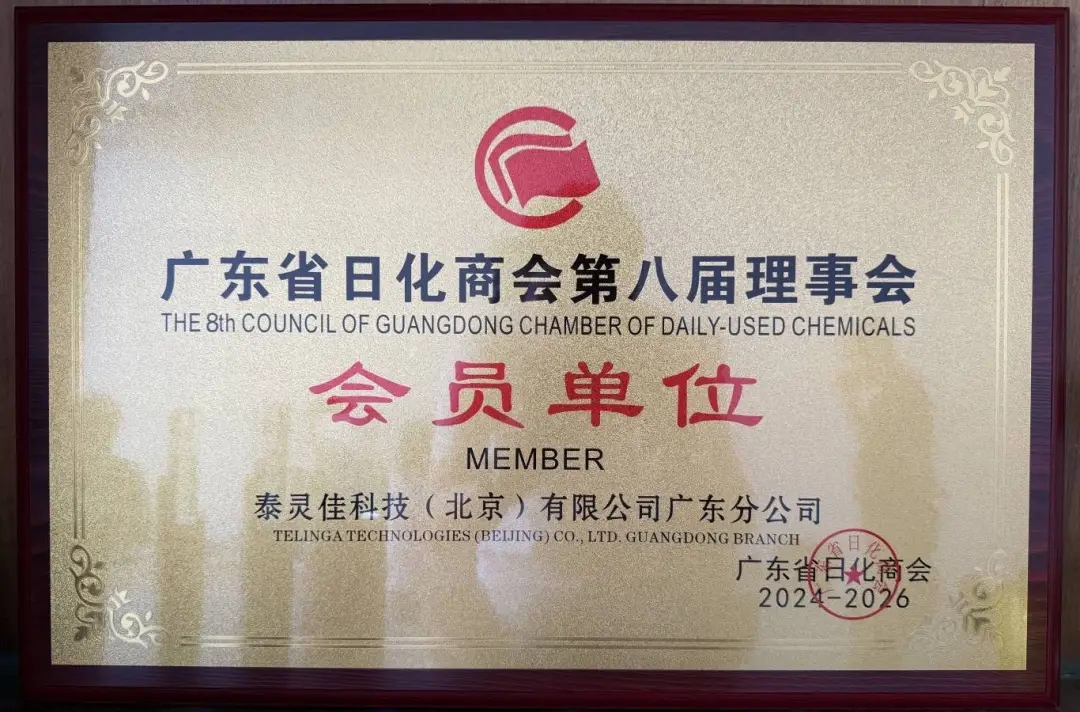 广东省日化商会第八届理事会
THE 8th COUNCIL OF GUANGDONG CHAMBER OF DAILY-USED CHEMICALS
会员单位
MEMBER
泰灵佳科技（北京）有限公司广东分公司
TELINGA TECHNOLOGIES (BEIJING) CO., LTD. GUANGDONG BRANCH
广东省日化商会
2024-2026